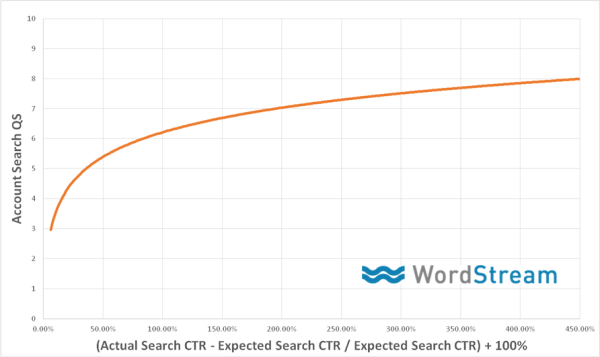 10
9
8
7
6
5
4
3
2
1
0
Account Search QS
WordStream
0.00% 50.00% 100.00% 150.00% 200.00% 250.00% 300.00% 350.00% 400.00% 450.00%
(Actual Search CTR - Expected Search CTR / Expected Search CTR) + 100%